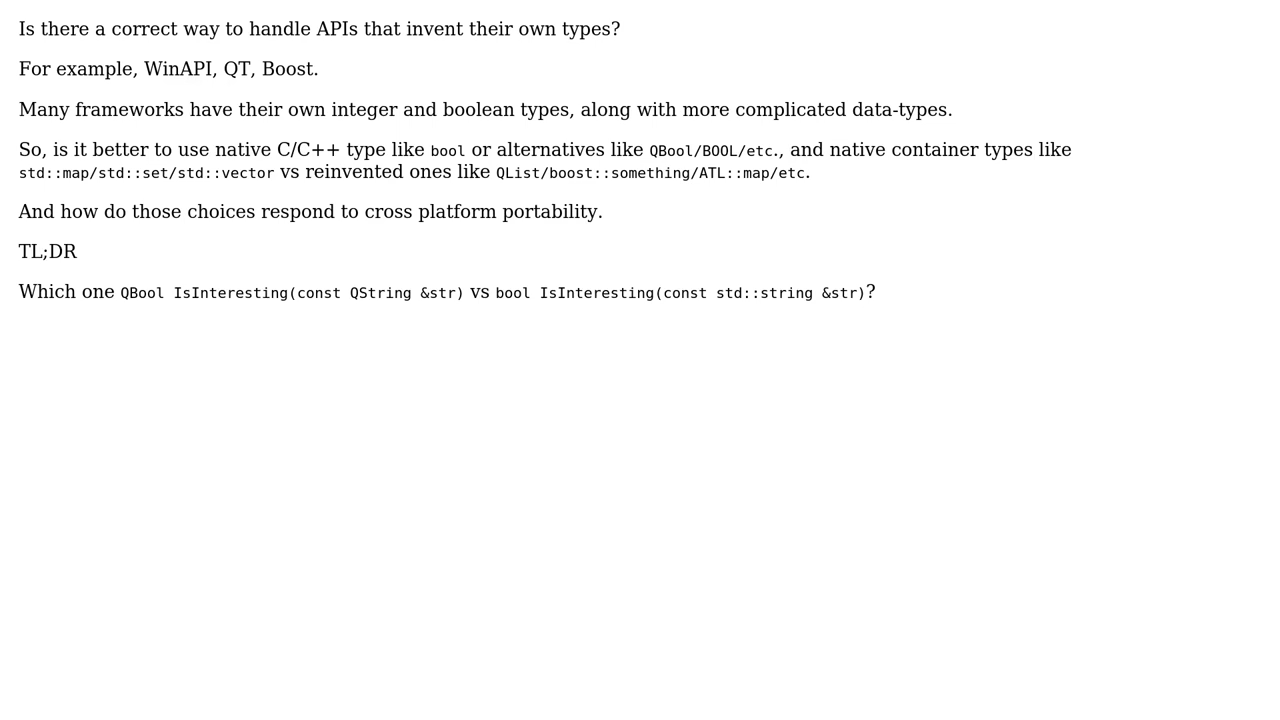 Is there a correct way to handle APIs that invent their own types?
For example, WinAPI, QT, Boost.
Many frameworks have their own integer and boolean types, along with more complicated data-types.
So, is it better to use native C/C++ type like bool or alternatives like QBool/BOOL/etc., and native container types like
std::map/std::set/std::vector vs reinvented ones like QList/boost::something/ATL::map/etc.
And how do those choices respond to cross platform portability.
TL;DR
Which one QBool IsInteresting(const QString &str) vs bool IsInteresting(const std::string &str)?